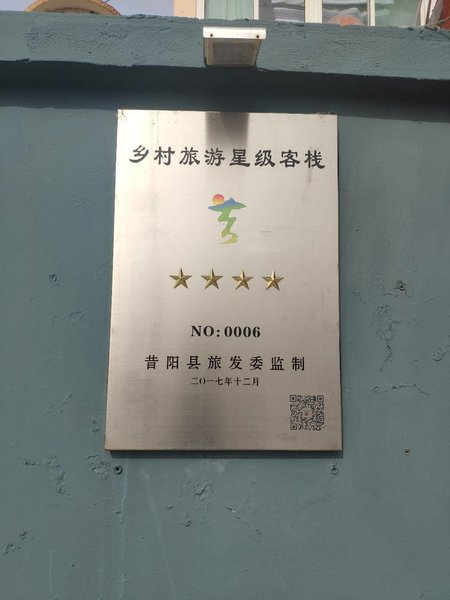 乡村旅游星级客栈
NO:0006
昔阳县旅发委监制
二〇一七年十二月